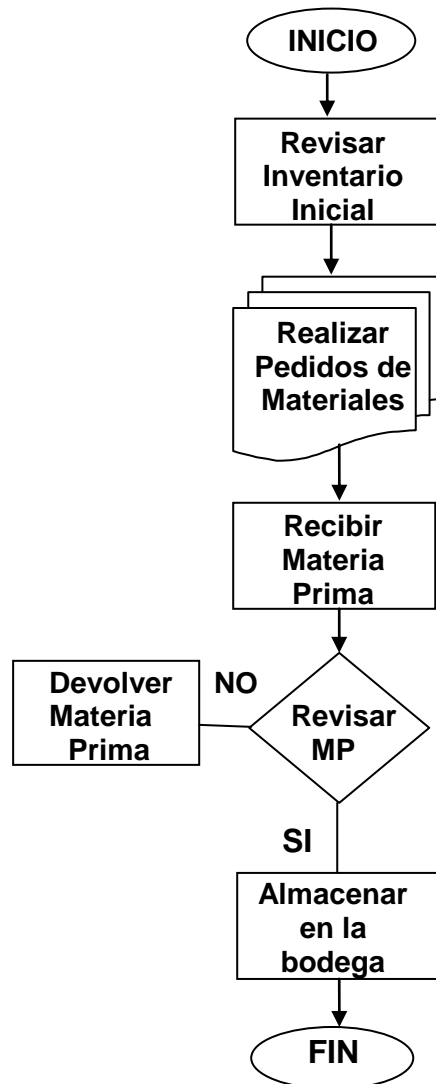 INICIO
Revisar
Inventario
Inicial
Realizar
Pedidos de
Materiales
Recibir
Materia
Prima
Devolver
Materia
Prima
NO
Revisar
MP
SI
Almacenar
en la
bodega
FIN